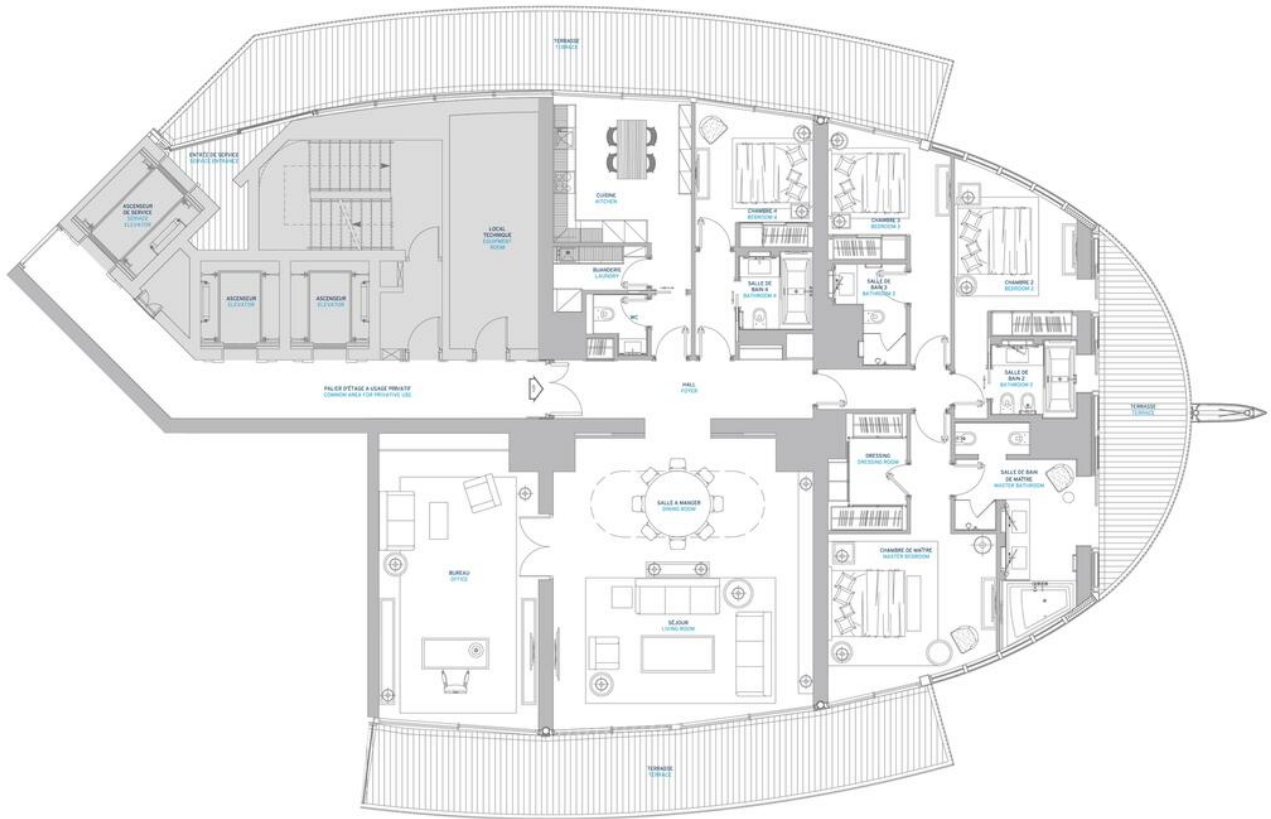 TERRASSE
TERRACE
ENTRÉE DE SERVICE
SERVICE ENTRANCE
ASCENSEUR
DE SERVICE
SERVICE
ELEVATOR
ASCENSEUR
ELEVATOR
ASCENSEUR
ELEVATOR
LOCAL
TECHNIQUE
EQUIPMENT
ROOM
CUISINE
KITCHEN
BUANDERIE
LAUNDRY
WC
CHAMBRE 4
BEDROOM 4
SALLE DE
BAIN 4
BATHROOM 4
CHAMBRE 3
BEDROOM 3
SALLE DE
BAIN 3
BATHROOM 3
CHAMBRE 2
BEDROOM 2
SALLE DE
BAIN 2
BATHROOM 2
PALIER D'ÉTAGE A USAGE PRIVATIF
COMMON AREA FOR PRIVATIVE USE
HALL
FOYER
TERRASSE
TERRACE
DRESSING
DRESSING ROOM
SALLE DE BAIN
DE MAÎTRE
MASTER BATHROOM
SALLE A MANGER
DINING ROOM
CHAMBRE DE MAÎTRE
MASTER BEDROOM
BUREAU
OFFICE
SÉJOUR
LIVING ROOM
TERRASSE
TERRACE